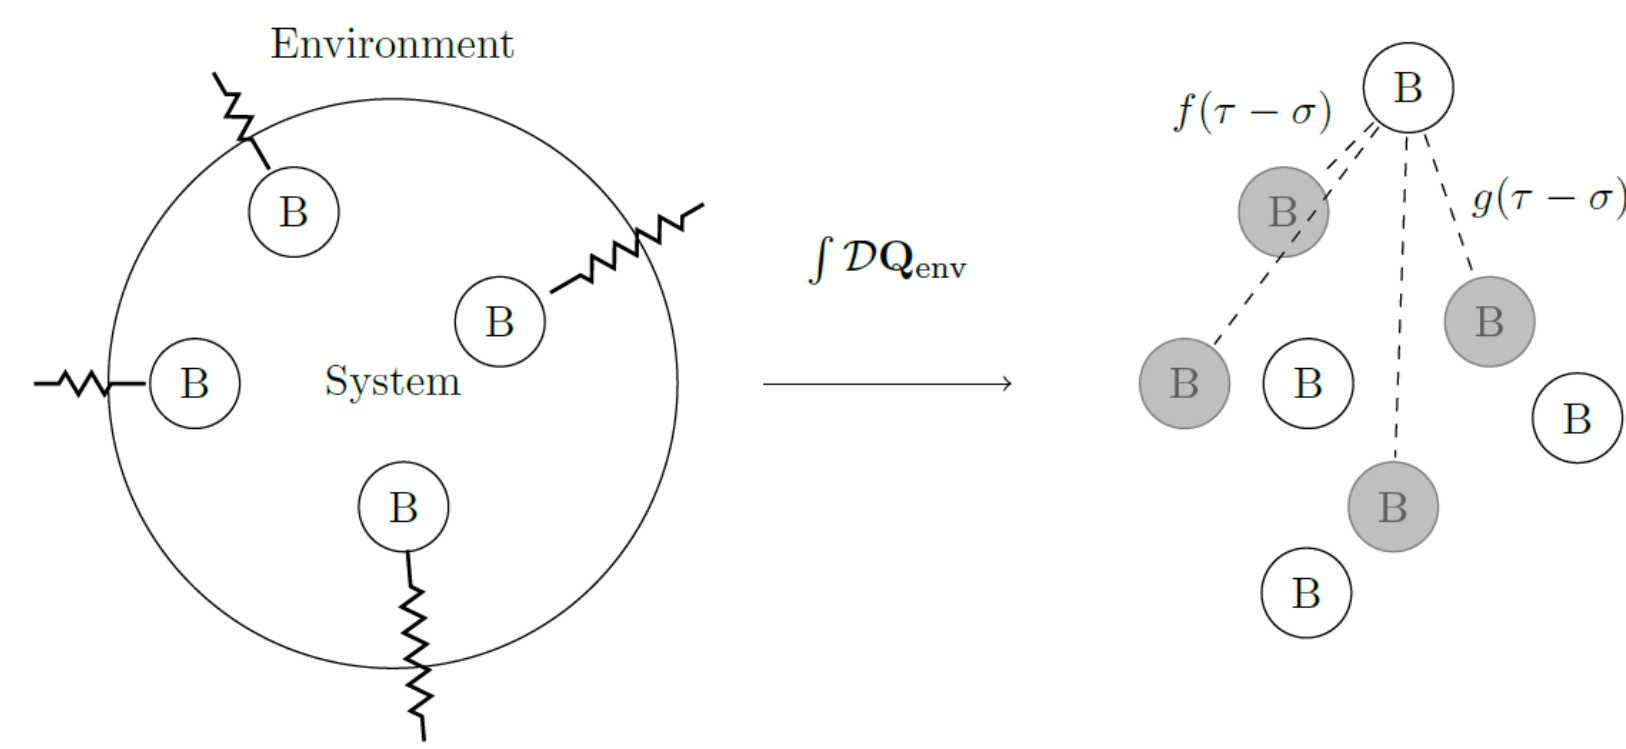 Environment
B
B
B
System
B
∫ 𝒟𝐐_env
B
f(τ − σ)
B
g(τ − σ)
B
B
B
B
B
B